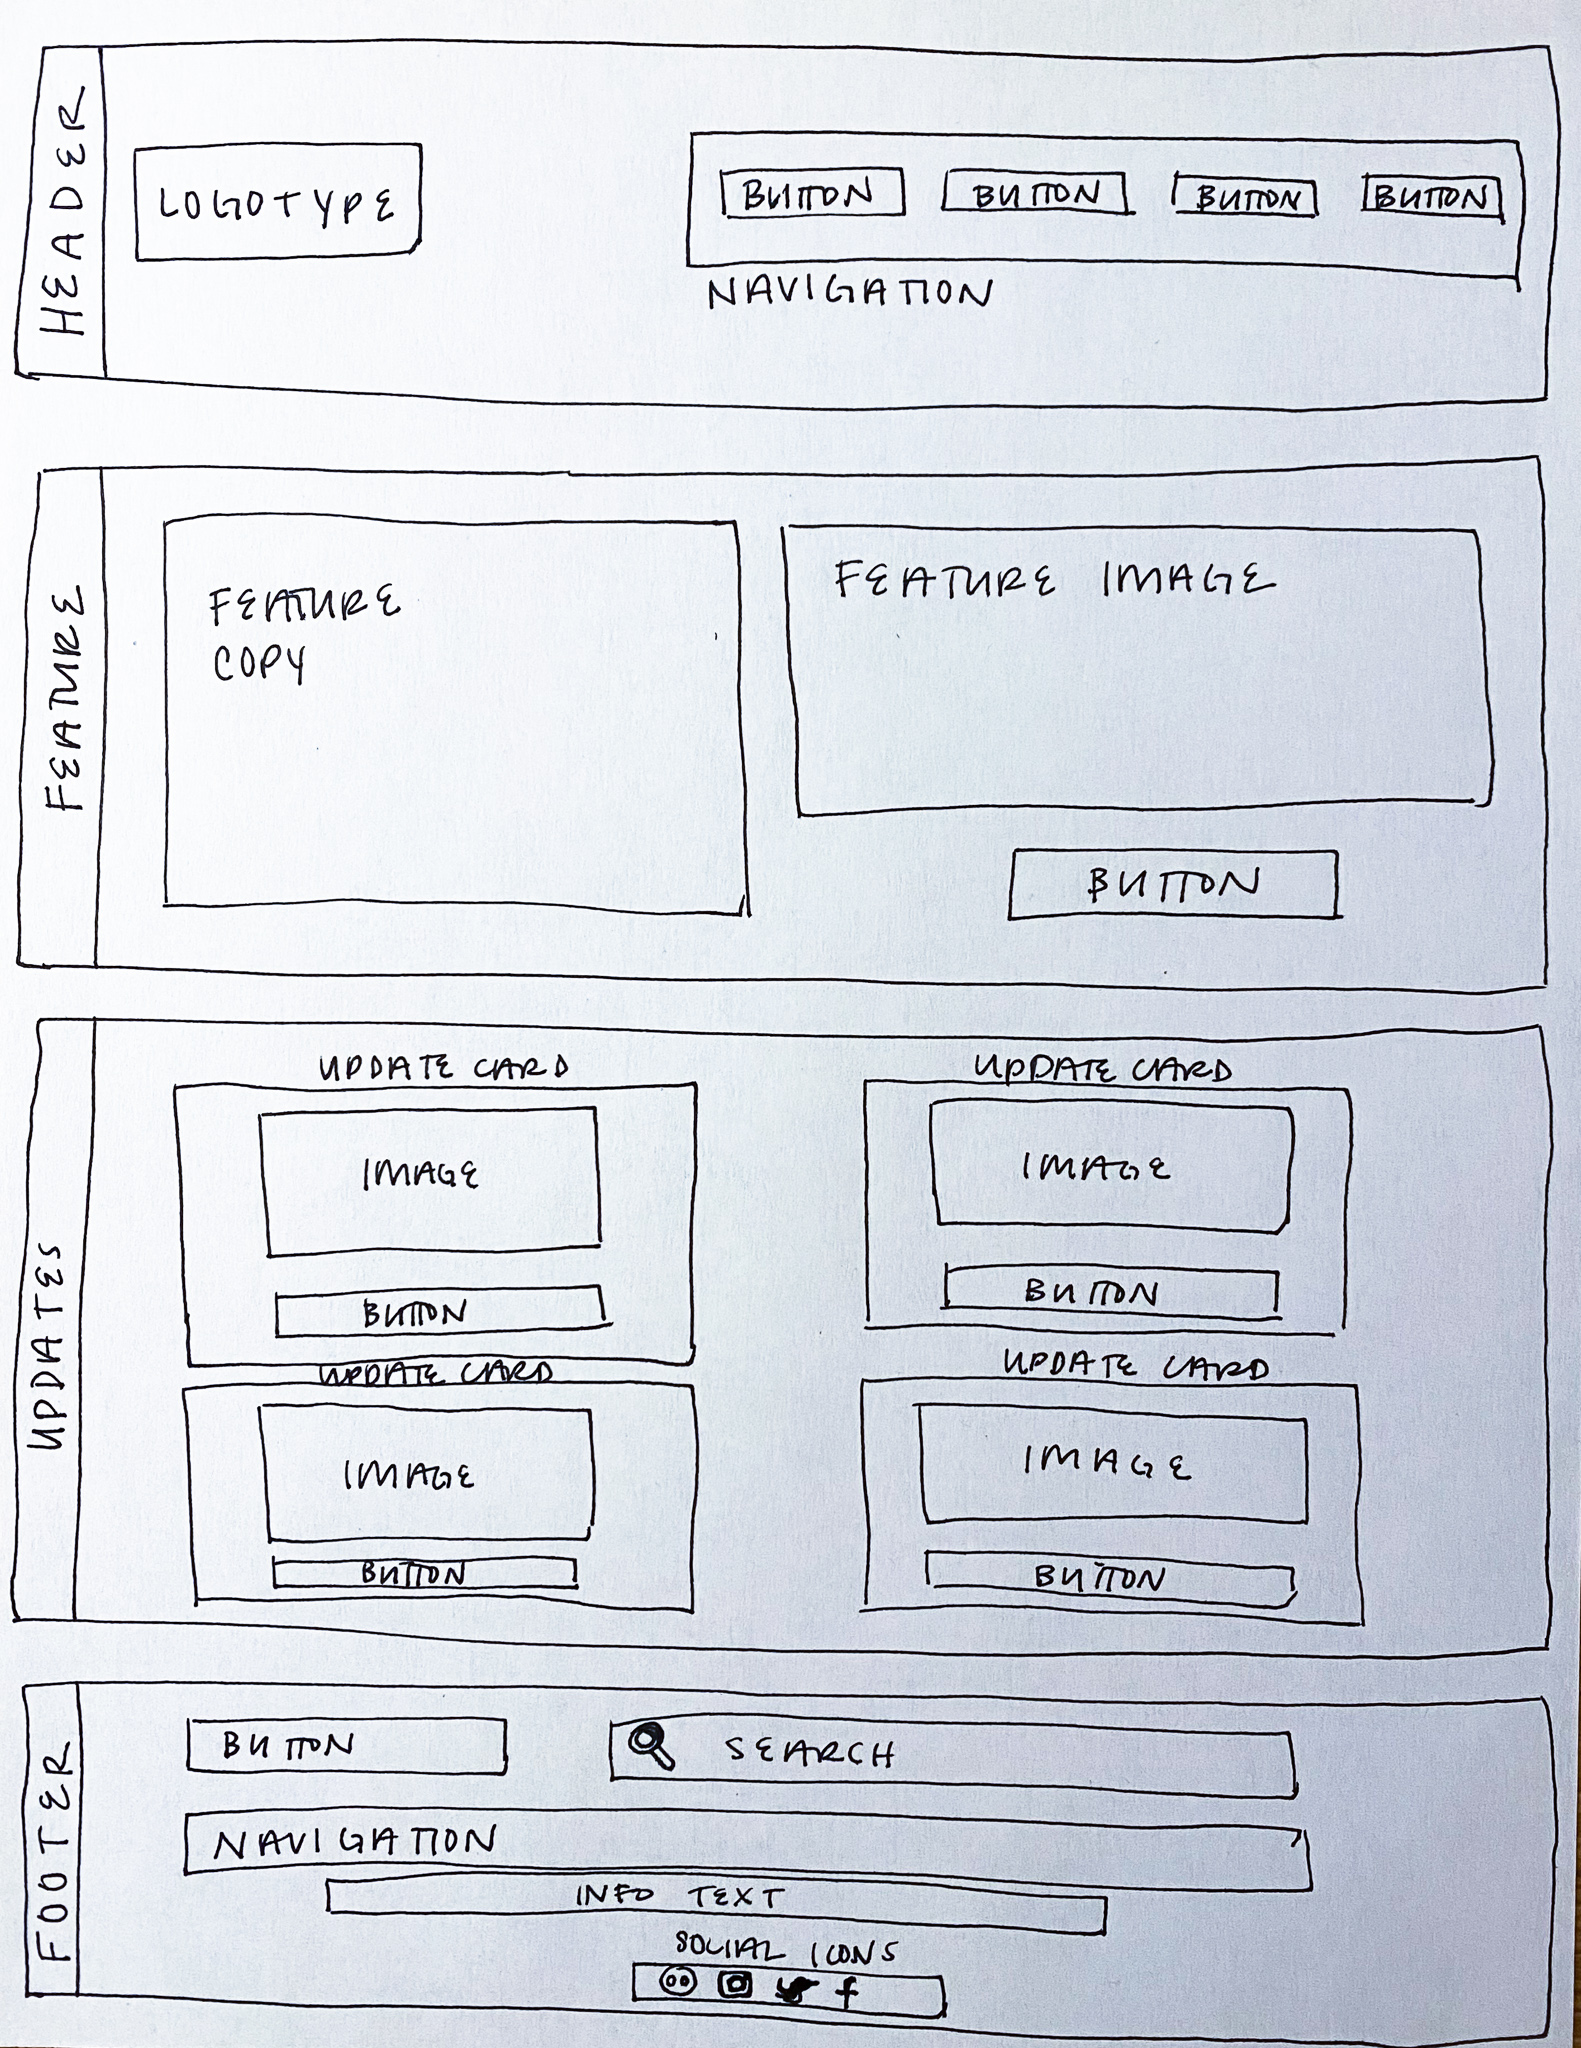 HEADER
LOGOTYPE
BUTTON BUTTON BUTTON BUTTON
NAVIGATION
FEATURE
FEATURE
COPY
FEATURE IMAGE
BUTTON
UPDATES
UPDATE CARD
IMAGE
BUTTON
UPDATE CARD
IMAGE
BUTTON
UPDATE CARD
IMAGE
BUTTON
UPDATE CARD
IMAGE
BUTTON
FOOTER
BUTTON
SEARCH
NAVIGATION
INFO TEXT
SOCIAL ICONS
f